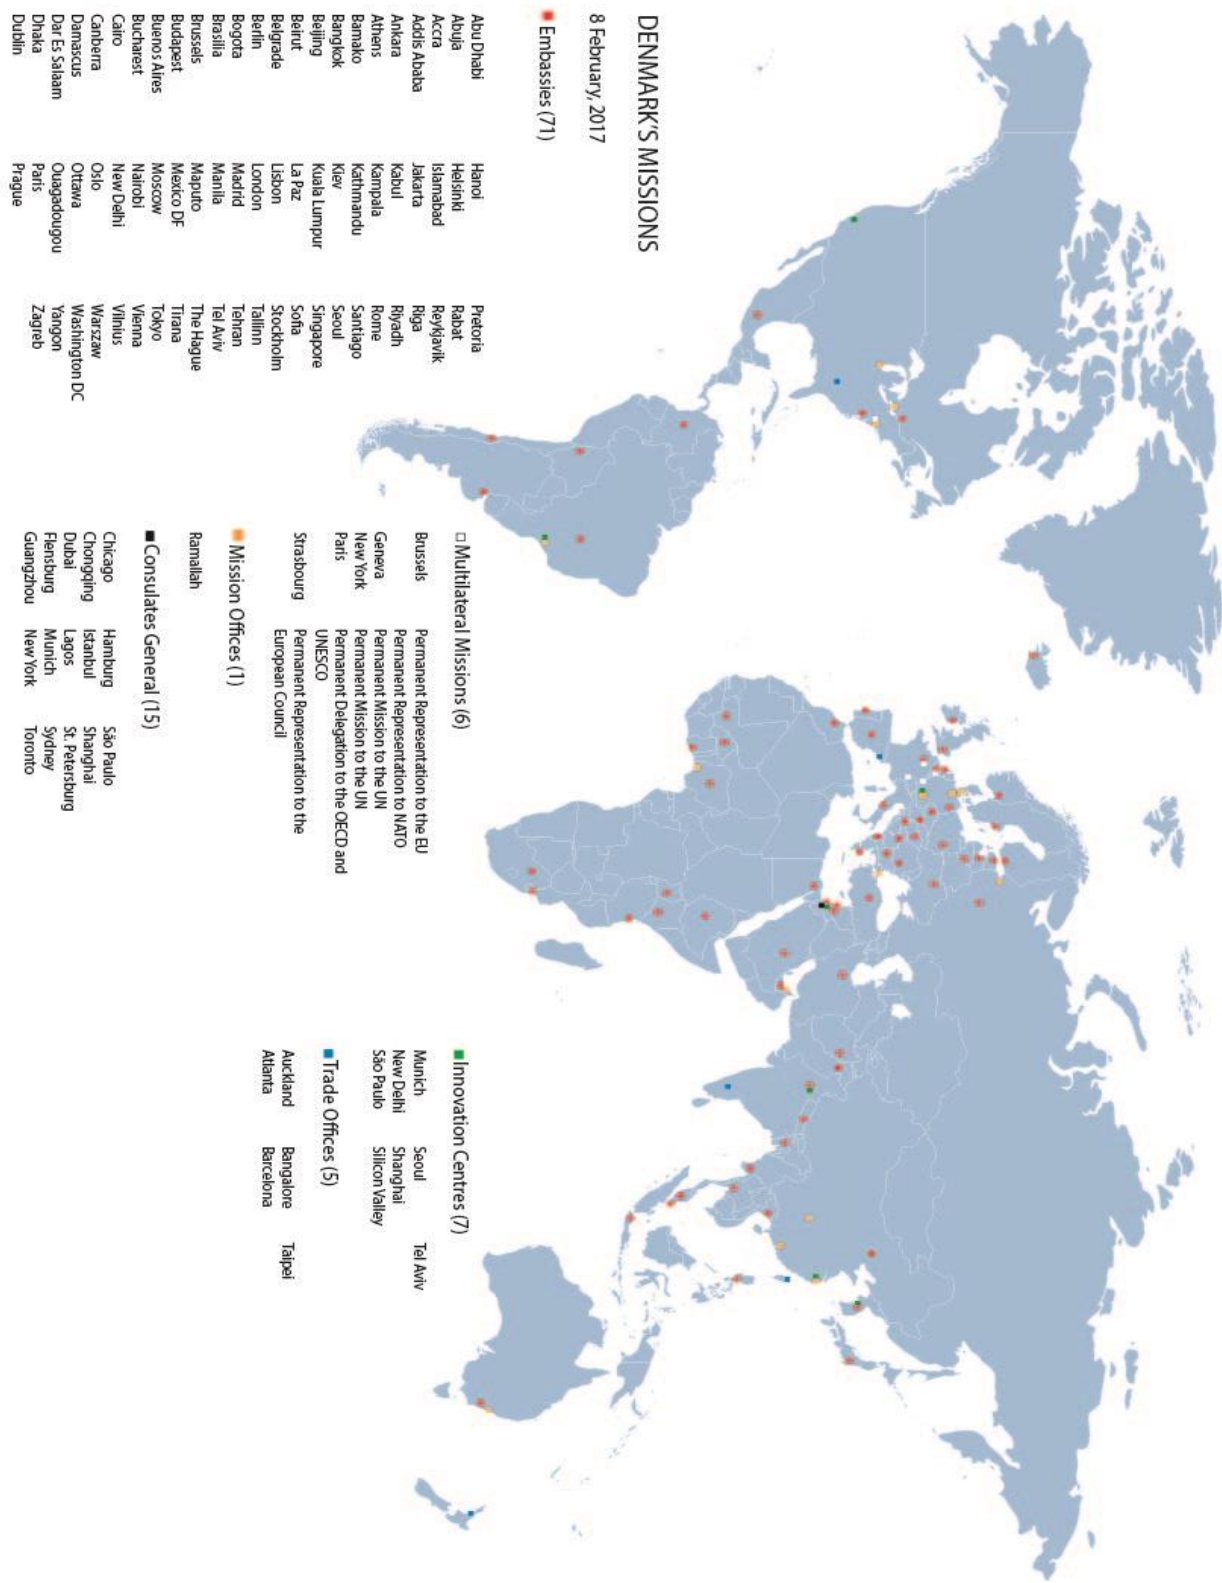 DENMARK'S MISSIONS
8 February, 2017
Embassies (71)
Abu Dhabi
Abuja
Accra
Addis Ababa
Ankara
Athens
Bamako
Bangkok
Beijing
Beirut
Belgrade
Berlin
Bogota
Brasilia
Brussels
Budapest
Buenos Aires
Bucharest
Cairo
Canberra
Damascus
Dar Es Salaam
Dhaka
Dublin
Hanoi
Helsinki
Islamabad
Jakarta
Kabul
Kampala
Kathmandu
Kiev
Kuala Lumpur
La Paz
Lisbon
London
Madrid
Manila
Maputo
Mexico DF
Moscow
Nairobi
New Delhi
Oslo
Ottawa
Ouagadougou
Paris
Prague
Pretoria
Rabat
Reykjavik
Riga
Riyadh
Rome
Santiago
Seoul
Singapore
Sofia
Stockholm
Tallinn
Tehran
Tel Aviv
The Hague
Tirana
Tokyo
Vienna
Vilnius
Warszaw
Washington DC
Yangon
Zagreb
Multilateral Missions (6)
Brussels Permanent Representation to the EU
Permanent Representation to NATO
Geneva Permanent Mission to the UN
New York Permanent Mission to the UN
Paris Permanent Delegation to the OECD and
UNESCO
Strasbourg Permanent Representation to the
European Council
Mission Offices (1)
Ramallah
Consulates General (15)
Chicago
Chongqing
Dubai
Flensburg
Guangzhou
Hamburg
Istanbul
Lagos
Munich
New York
São Paulo
Shanghai
St. Petersburg
Sydney
Toronto
Innovation Centres (7)
Munich
New Delhi
São Paulo
Seoul
Shanghai
Silicon Valley
Tel Aviv
Trade Offices (5)
Auckland
Atlanta
Bangalore
Barcelona
Taipei